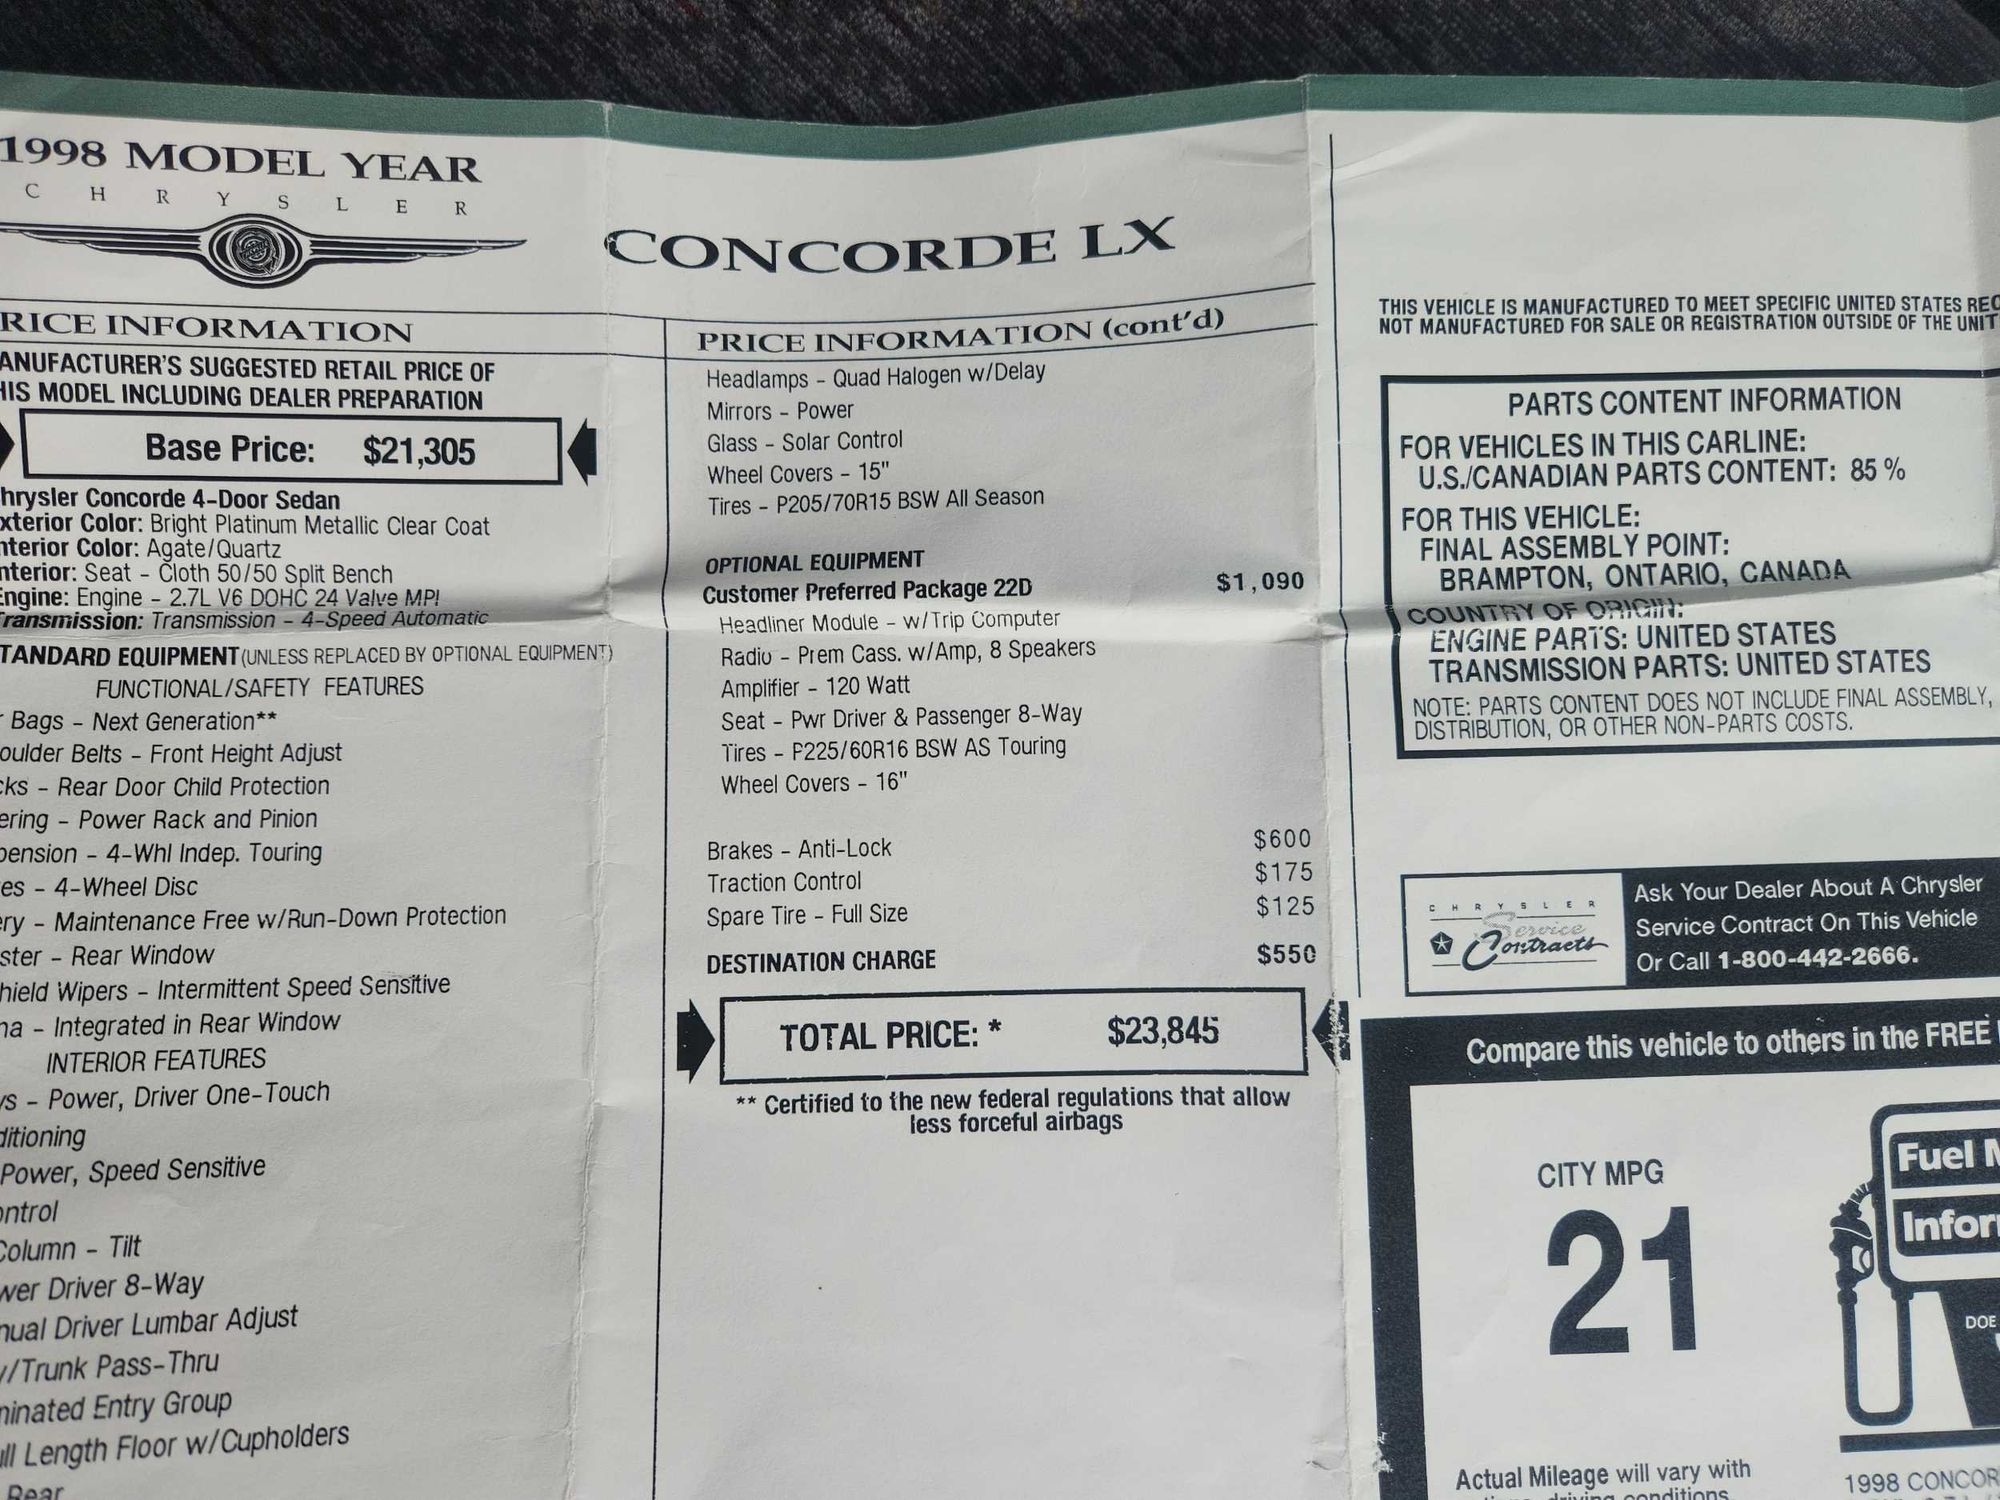 1998 MODEL YEAR
CHRYSLER
CONCORDE LX
RICE INFORMATION
ANUFACTURER'S SUGGESTED RETAIL PRICE OF
HIS MODEL INCLUDING DEALER PREPARATION
Base Price: $21,305
hrysler Concorde 4-Door Sedan
xterior Color: Bright Platinum Metallic Clear Coat
nterior Color: Agate/Quartz
nterior: Seat - Cloth 50/50 Split Bench
Engine: Engine - 2.7L V6 DOHC 24 Valve MPI
Transmission: Transmission - 4-Speed Automatic
TANDARD EQUIPMENT (UNLESS REPLACED BY OPTIONAL EQUIPMENT)
FUNCTIONAL/SAFETY FEATURES
r Bags - Next Generation**
oulder Belts - Front Height Adjust
cks - Rear Door Child Protection
ering - Power Rack and Pinion
pension - 4-Whl Indep. Touring
es - 4-Wheel Disc
ery - Maintenance Free w/Run-Down Protection
ster - Rear Window
hield Wipers - Intermittent Speed Sensitive
na - Integrated in Rear Window
INTERIOR FEATURES
ws - Power, Driver One-Touch
ditioning
Power, Speed Sensitive
ontrol
Column - Tilt
wer Driver 8-Way
nual Driver Lumbar Adjust
y/Trunk Pass-Thru
minated Entry Group
ull Length Floor w/Cupholders
Rear
PRICE INFORMATION (cont'd)
Headlamps - Quad Halogen w/Delay
Mirrors - Power
Glass - Solar Control
Wheel Covers - 15"
Tires - P205/70R15 BSW All Season
OPTIONAL EQUIPMENT
Customer Preferred Package 22D $1,090
Headliner Module - w/Trip Computer
Radio - Prem Cass. w/Amp, 8 Speakers
Amplifier - 120 Watt
Seat - Pwr Driver & Passenger 8-Way
Tires - P225/60R16 BSW AS Touring
Wheel Covers - 16"
Brakes - Anti-Lock $600
Traction Control $175
Spare Tire - Full Size $125
DESTINATION CHARGE $550
TOTAL PRICE: * $23,845
** Certified to the new federal regulations that allow
less forceful airbags
THIS VEHICLE IS MANUFACTURED TO MEET SPECIFIC UNITED STATES REC
NOT MANUFACTURED FOR SALE OR REGISTRATION OUTSIDE OF THE UNIT
PARTS CONTENT INFORMATION
FOR VEHICLES IN THIS CARLINE:
U.S./CANADIAN PARTS CONTENT: 85 %
FOR THIS VEHICLE:
FINAL ASSEMBLY POINT:
BRAMPTON, ONTARIO, CANADA
COUNTRY OF ORIGIN:
ENGINE PARTS: UNITED STATES
TRANSMISSION PARTS: UNITED STATES
NOTE: PARTS CONTENT DOES NOT INCLUDE FINAL ASSEMBLY,
DISTRIBUTION, OR OTHER NON-PARTS COSTS.
CHRYSLER
Service
Contracts
Ask Your Dealer About A Chrysler
Service Contract On This Vehicle
Or Call 1-800-442-2666.
Compare this vehicle to others in the FREE
CITY MPG
21
Fuel
Infor
DOE
Actual Mileage will vary with
driving conditions
1998 CONCOR